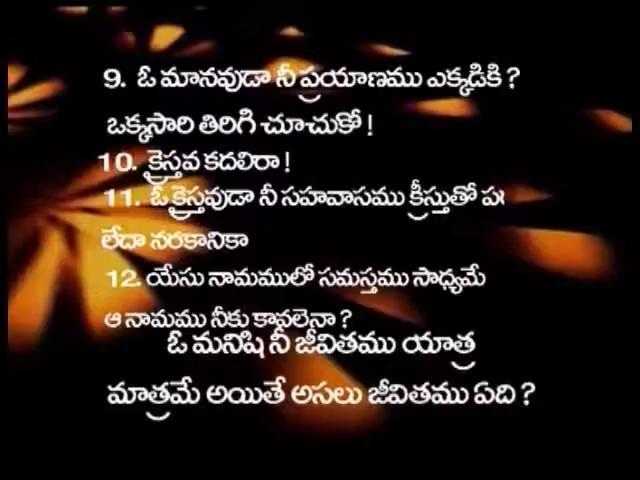 9. ఓ మానవుడా నీ ప్రయాణము ఎక్కడికి ?
ఒక్కసారి తిరిగి చూచుకో !
10. క్రైస్తవ కదలిరా !
11. ఓ క్రైస్తవుడా నీ సహవాసము క్రీస్తుతో
లేదా నరకానికా
12. యేసు నామములో సమస్తము సాధ్యమే
ఆ నామము నీకు కావలెనా ?
ఓ మనిషి నీ జీవితము యాత్ర
మాత్రమే అయితే అసలు జీవితము ఏది ?